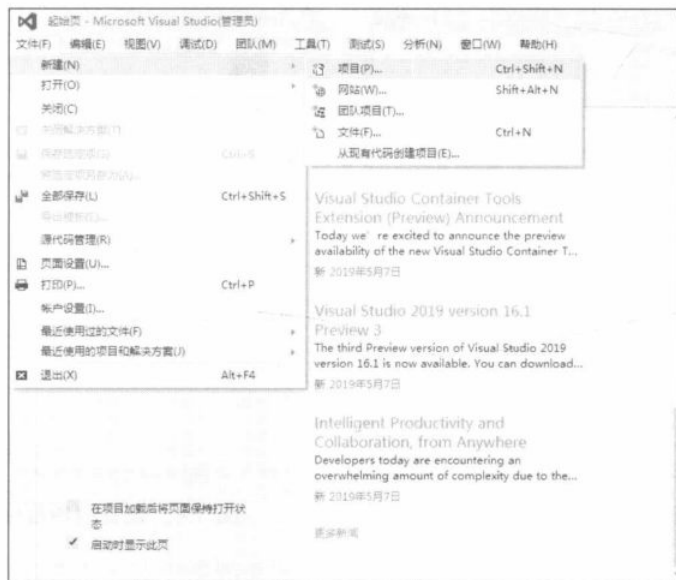 起始页 - Microsoft Visual Studio(管理员)
文件(F) 编辑(E) 视图(V) 调试(D) 团队(M) 工具(T) 测试(S) 分析(N) 窗口(W) 帮助(H)
新建(N)
项目(P)... Ctrl+Shift+N
打开(O)
网站(W)... Shift+Alt+N
关闭(C)
团队项目(T)...
关闭解决方案(T)
文件(F)... Ctrl+N
Ctrl+S
从现有代码创建项目(E)...
全部保存(L) Ctrl+Shift+S
源代码管理(R)
页面设置(U)...
打印(P)... Ctrl+P
帐户设置(I)...
最近使用过的文件(F)
最近使用的项目和解决方案(J)
退出(X) Alt+F4
Visual Studio Container Tools
Extension (Preview) Announcement
Today we're excited to announce the preview
availability of the new Visual Studio Container T...
新 2019年5月7日
Visual Studio 2019 version 16.1
Preview 3
The third Preview version of Visual Studio 2019
version 16.1 is now available. You can download...
新 2019年5月7日
Intelligent Productivity and
Collaboration, from Anywhere
Developers today are encountering an
overwhelming amount of complexity due to the...
新 2019年5月7日
更多新闻
在项目加载后将页面保持打开状
态
启动时显示此页